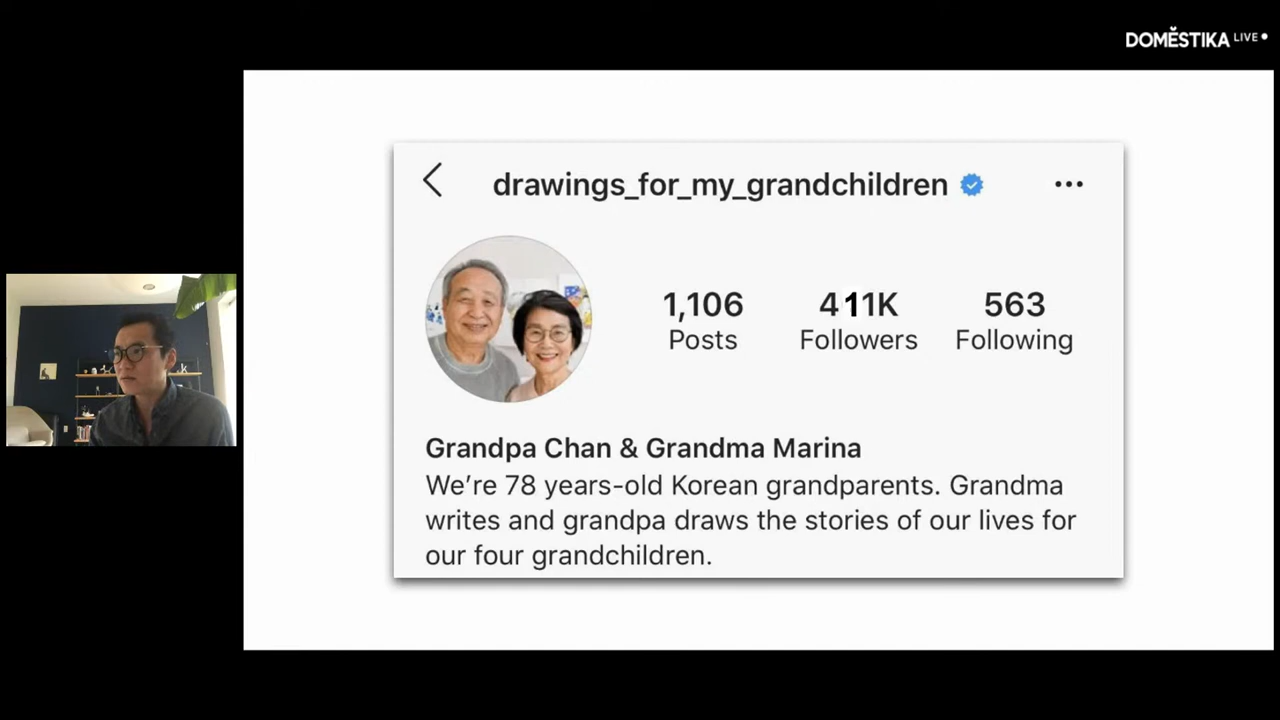 DOMĚSTIKA LIVE
drawings_for_my_grandchildren
1,106 411K 563
Posts Followers Following
Grandpa Chan & Grandma Marina
We're 78 years-old Korean grandparents. Grandma
writes and grandpa draws the stories of our lives for
our four grandchildren.